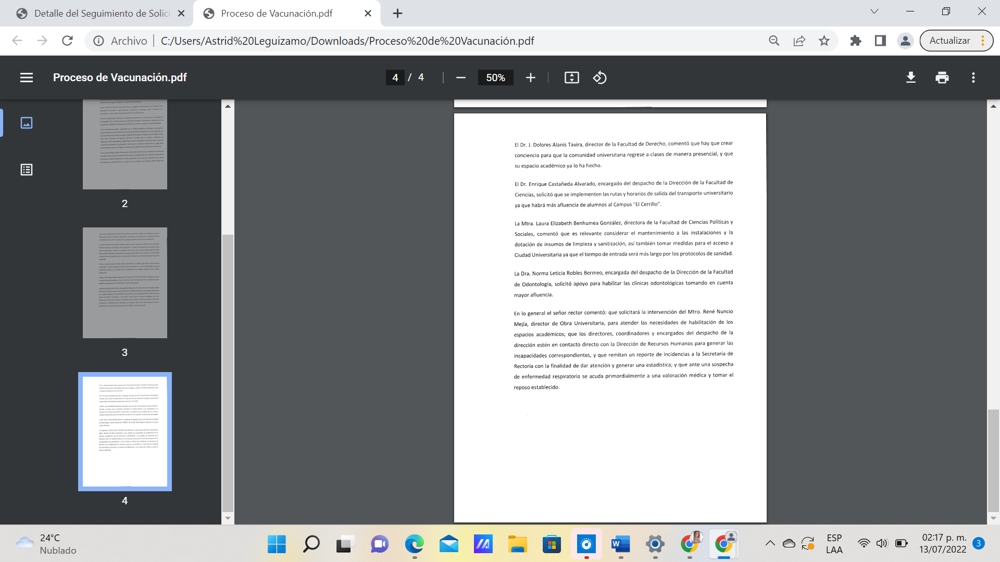 Detalle del Seguimiento de Solici
Proceso de Vacunación.pdf
Archivo
C:/Users/Astrid%20Leguizamo/Downloads/Proceso%20de%20Vacunación.pdf
Actualizar
Proceso de Vacunación.pdf
4 / 4
50%
2
3
4
El Dr. J. Dolores Alanís Tavira, director de la Facultad de Derecho, comentó que hay que crear
conciencia para que la comunidad universitaria regrese a clases de manera presencial, y que
su espacio académico ya lo ha hecho.
El Dr. Enrique Castañeda Alvarado, encargado del despacho de la Dirección de la Facultad de
Ciencias, solicitó que se implementen las rutas y horarios de salida del transporte universitario
ya que habrá más afluencia de alumnos al Campus "El Cerrillo".
La Mtra. Laura Elizabeth Benhumea González, directora de la Facultad de Ciencias Políticas y
Sociales, comentó que es relevante considerar el mantenimiento a las instalaciones y la
dotación de insumos de limpieza y sanitización, así también tomar medidas para el acceso a
Ciudad Universitaria ya que el tiempo de entrada será más largo por los protocolos de sanidad.
La Dra. Norma Leticia Robles Bermeo, encargada del despacho de la Dirección de la Facultad
de Odontología, solicitó apoyo para habilitar las clínicas odontológicas tomando en cuenta
mayor afluencia.
En lo general el señor rector comentó: que solicitará la intervención del Mtro. René Nuncio
Mejía, director de Obra Universitaria, para atender las necesidades de habilitación de los
espacios académicos; que los directores, coordinadores y encargados del despacho de la
dirección estén en contacto directo con la Dirección de Recursos Humanos para generar las
incapacidades correspondientes, y que remitan un reporte de incidencias a la Secretaría de
Rectoría con la finalidad de dar atención y generar una estadística; y que ante una sospecha
de enfermedad respiratoria se acuda primordialmente a una valoración médica y tomar el
reposo establecido.
24°C
Nublado
ESP
LAA
02:17 p. m.
13/07/2022
3